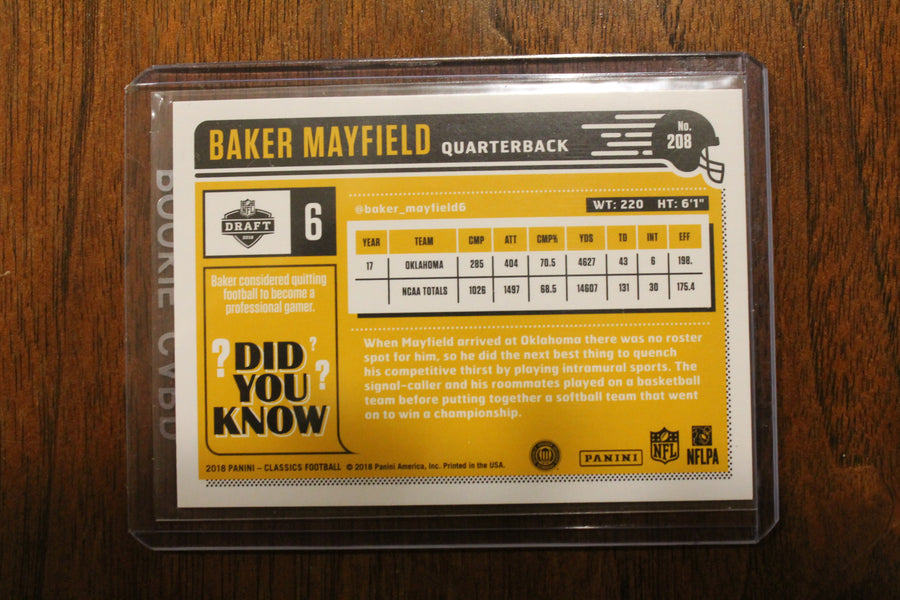 BAKER MAYFIELD QUARTERBACK
No.
208
NFL
DRAFT
2018
6
@baker_mayfield6
WT: 220 HT: 6'1"
YEAR TEAM CMP ATT CMP% YDS TD INT EFF
17 OKLAHOMA 285 404 70.5 4627 43 6 198.
NCAA TOTALS 1026 1497 68.5 14607 131 30 175.4
Baker considered quitting
football to become a
professional gamer.
? DID ?
YOU ?
KNOW
When Mayfield arrived at Oklahoma there was no roster
spot for him, so he did the next best thing to quench
his competitive thirst by playing intramural sports. The
signal-caller and his roommates played on a basketball
team before putting together a softball team that went
on to win a championship.
2018 PANINI – CLASSICS FOOTBALL © 2018 Panini America, Inc. Printed in the USA.
PANINI
NFL
NFLPA
ROOKIE CARD